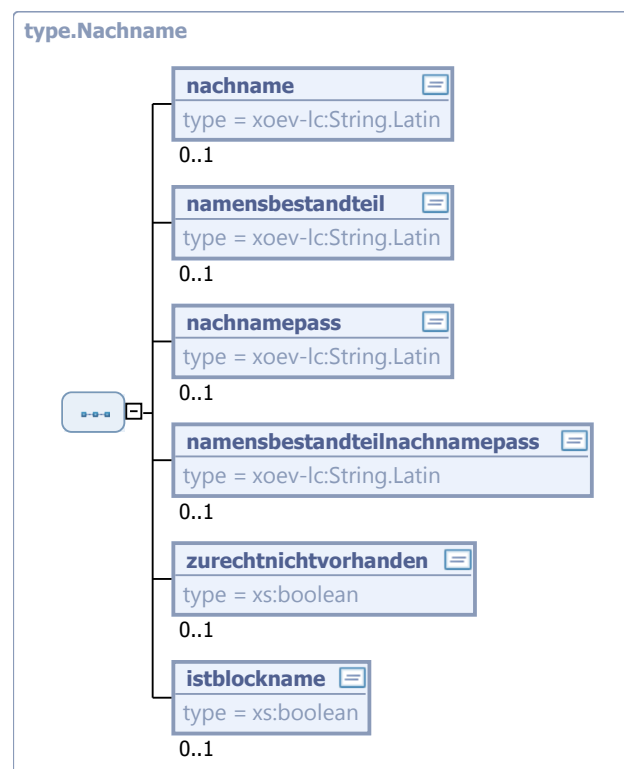 type.Nachname
nachname
type = xoev-lc:String.Latin
0..1
namensbestandteil
type = xoev-lc:String.Latin
0..1
nachnamepass
type = xoev-lc:String.Latin
0..1
namensbestandteilnachnamepass
type = xoev-lc:String.Latin
0..1
zurechtnichtvorhanden
type = xs:boolean
0..1
istblockname
type = xs:boolean
0..1